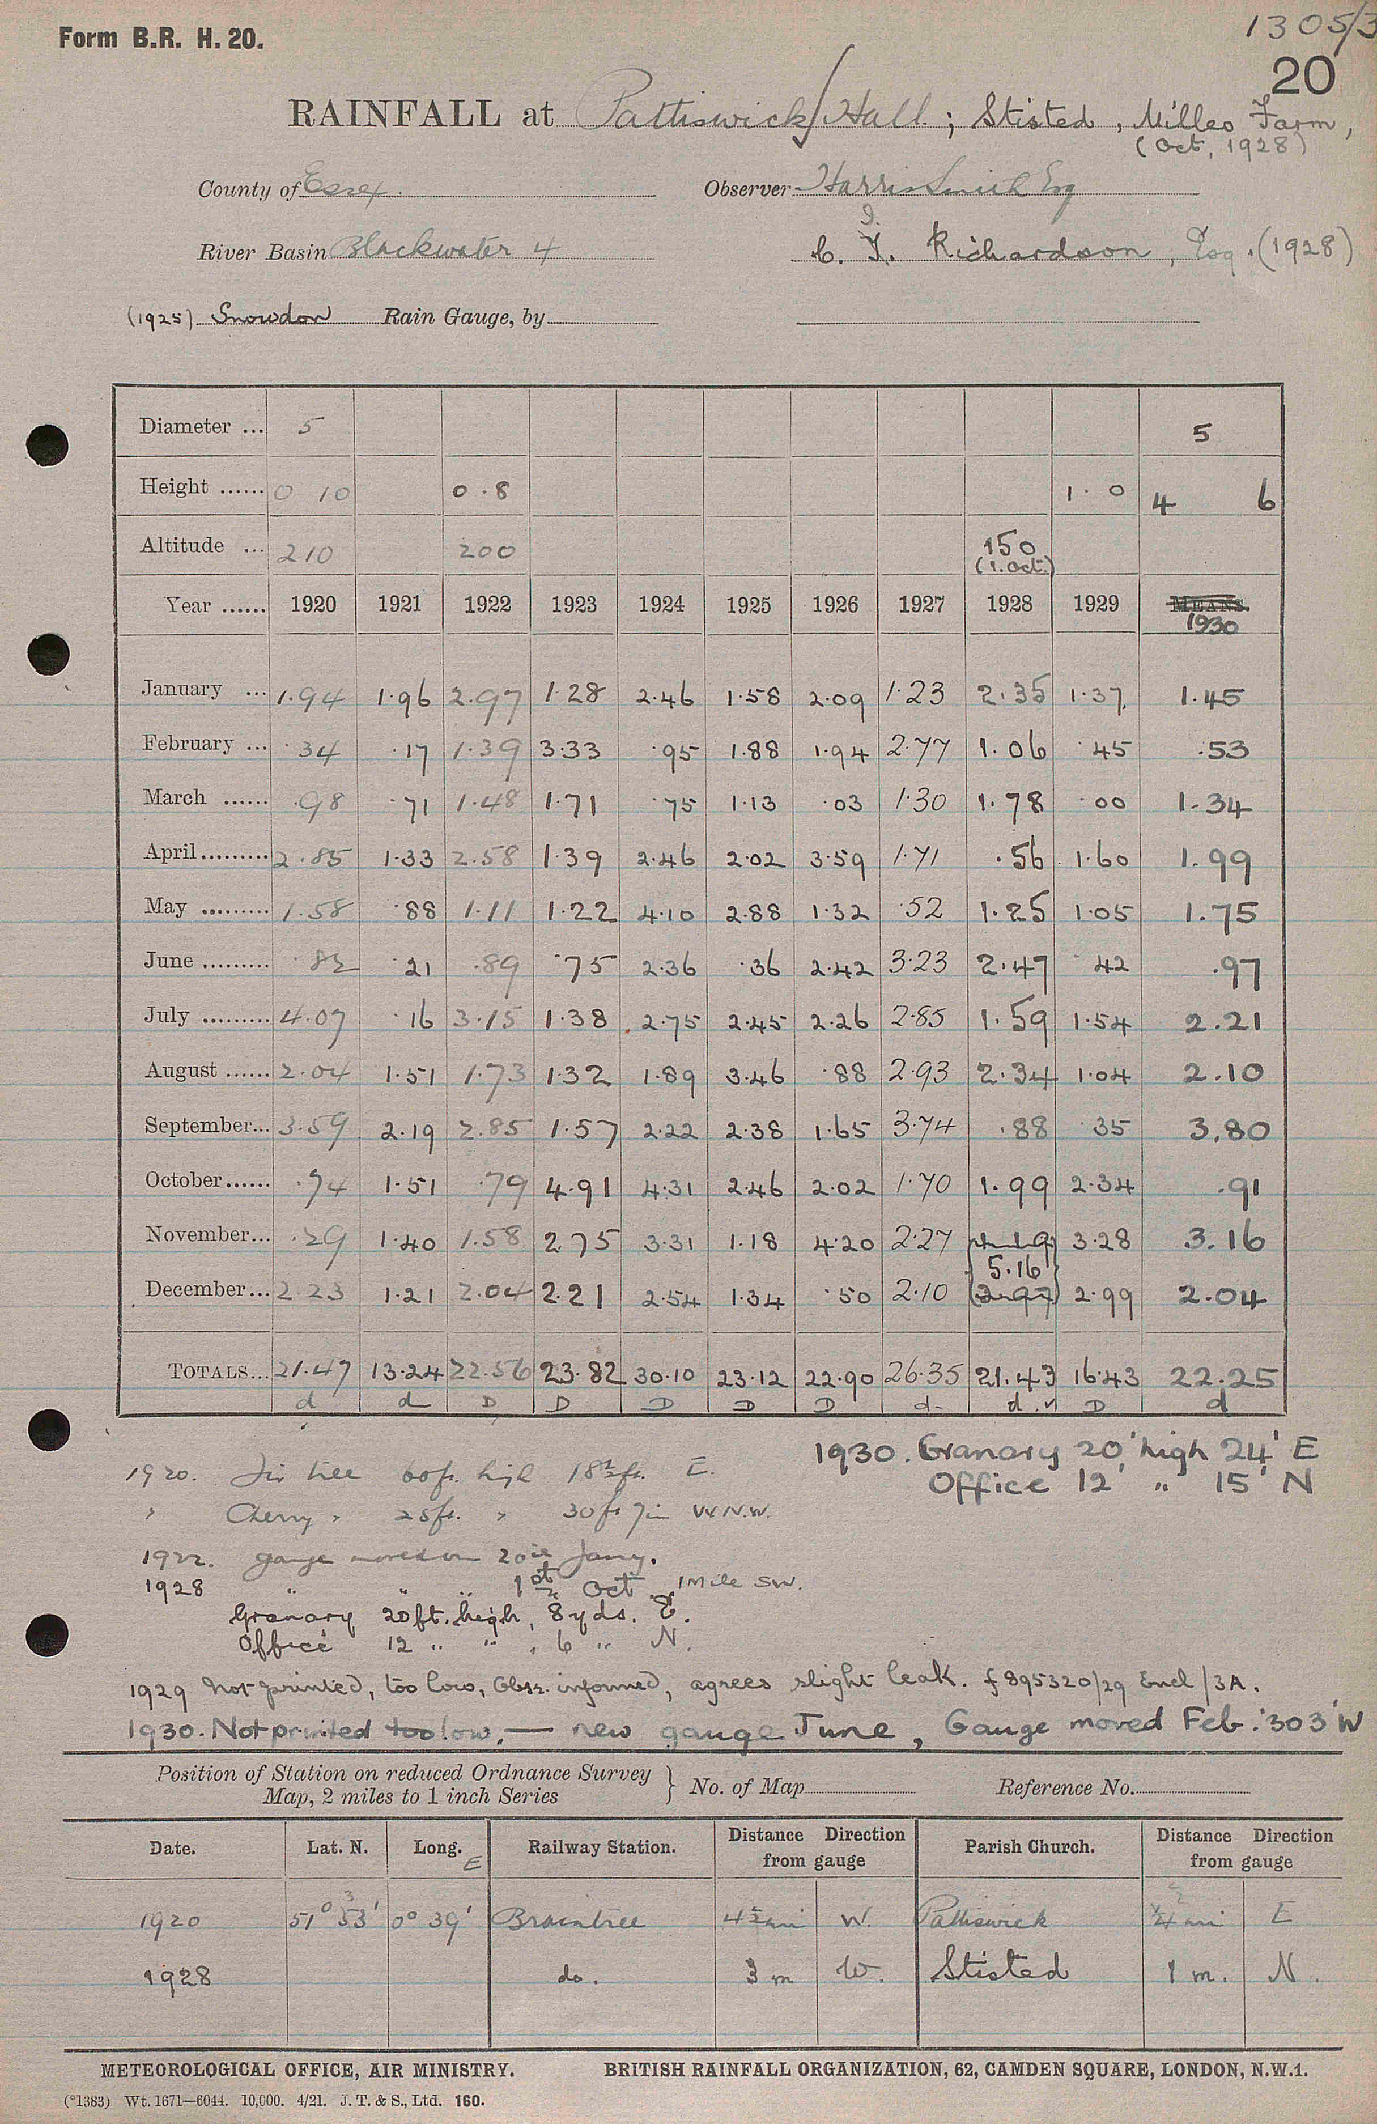 1305/3
Form B.R. H. 20.
20
RAINFALL at Pattiswick Hall; Stisted, Milles Farm,
(Oct, 1928)
County of Essex. Observer Harris Smith Esq
River Basin Blackwater 4 C. I. Richardson, Esq. (1928)
(1925) Snowdon Rain Gauge, by
Diameter ... 5 5
Height ...... 0 10 0.8 1.0 4 6
Altitude ... 210 200 150
(1. Oct.)
Year ...... 1920 1921 1922 1923 1924 1925 1926 1927 1928 1929 MEANS.
1930
January ... 1.94 1.96 2.97 1.28 2.46 1.58 2.09 1.23 2.35 1.37 1.45
February ... .34 .17 1.39 3.33 .95 1.88 1.94 2.77 1.06 .45 .53
March ...... .98 .71 1.48 1.71 .75 1.13 .03 1.30 1.78 .00 1.34
April ......... 2.85 1.33 2.58 1.39 2.46 2.02 3.59 1.71 .56 1.60 1.99
May ......... 1.58 .88 1.11 1.22 4.10 2.88 1.32 .52 1.25 1.05 1.75
June ......... .82 .21 .89 .75 2.36 .36 2.42 3.23 2.47 .42 .97
July ......... 4.07 .16 3.15 1.38 2.75 2.45 2.26 2.85 1.59 1.54 2.21
August ...... 2.04 1.51 1.73 1.32 1.89 3.46 .88 2.93 2.34 1.04 2.10
September... 3.59 2.19 2.85 1.57 2.22 2.38 1.65 3.74 .88 .35 3.80
October...... .74 1.51 .79 4.91 4.31 2.46 2.02 1.70 1.99 2.34 .91
November... .29 1.40 1.58 2.75 3.31 1.18 4.20 2.27 3.28 3.16
5.16
December... 2.23 1.21 2.04 2.21 2.54 1.34 .50 2.10 2.97 2.99 2.04
TOTALS... 21.47 13.24 22.56 23.82 30.10 23.12 22.90 26.35 21.43 16.43 22.25
d d D D D D D d d. D d
1930. Granary 20' high 24' E
Office 12' " 15' N
1920. Fir tree 60ft. high 18½ft. E.
" Cherry " 25ft. " 30ft 7in W.N.W.
1922. gauge moved on 20th Jany.
1928 " " " 1st Oct 1 mile SW.
Granary 20ft. high, 8yds. E.
Office 12 " " , 6 " N.
1929 Not printed, too low, Obsr. informed, agrees slight leak. f 895320/29 Encl/3A.
1930. Not printed too low. — new gauge June, Gauge moved Feb. '30 3' W
Position of Station on reduced Ordnance Survey
Map, 2 miles to 1 inch Series } No. of Map Reference No.
Date. Lat. N. Long. E Railway Station. Distance Direction from gauge Parish Church. Distance Direction from gauge
1920 51° 53' 0° 39' Braintree mi W. Pattiswick mi E
1928 do. 3 m W. Stisted 1 m. N.
METEOROLOGICAL OFFICE, AIR MINISTRY. BRITISH RAINFALL ORGANIZATION, 62, CAMDEN SQUARE, LONDON, N.W.1.
(*1383) Wt. 1671—6044. 10,000. 4/21. J. T. & S., Ltd. 160.